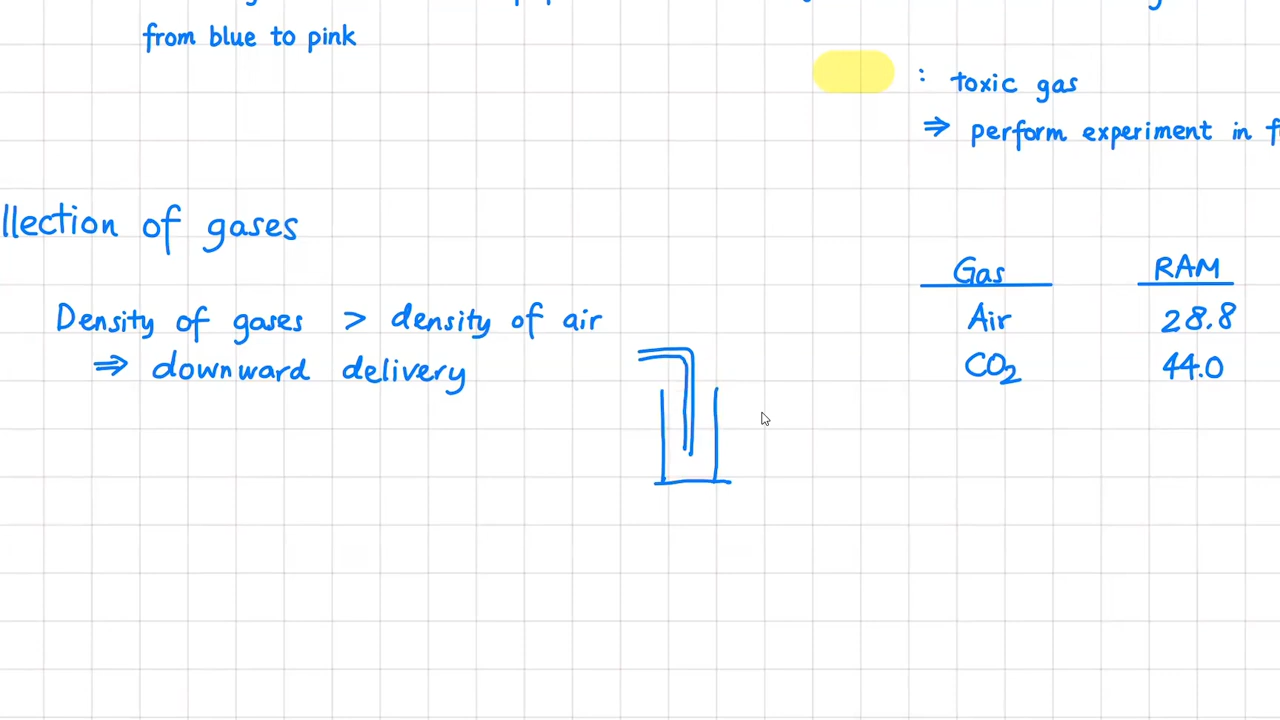 from blue to pink
: toxic gas
⇒ perform experiment in
llection of gases
Density of gases > density of air
⇒ downward delivery
Gas RAM
Air 28.8
CO₂ 44.0